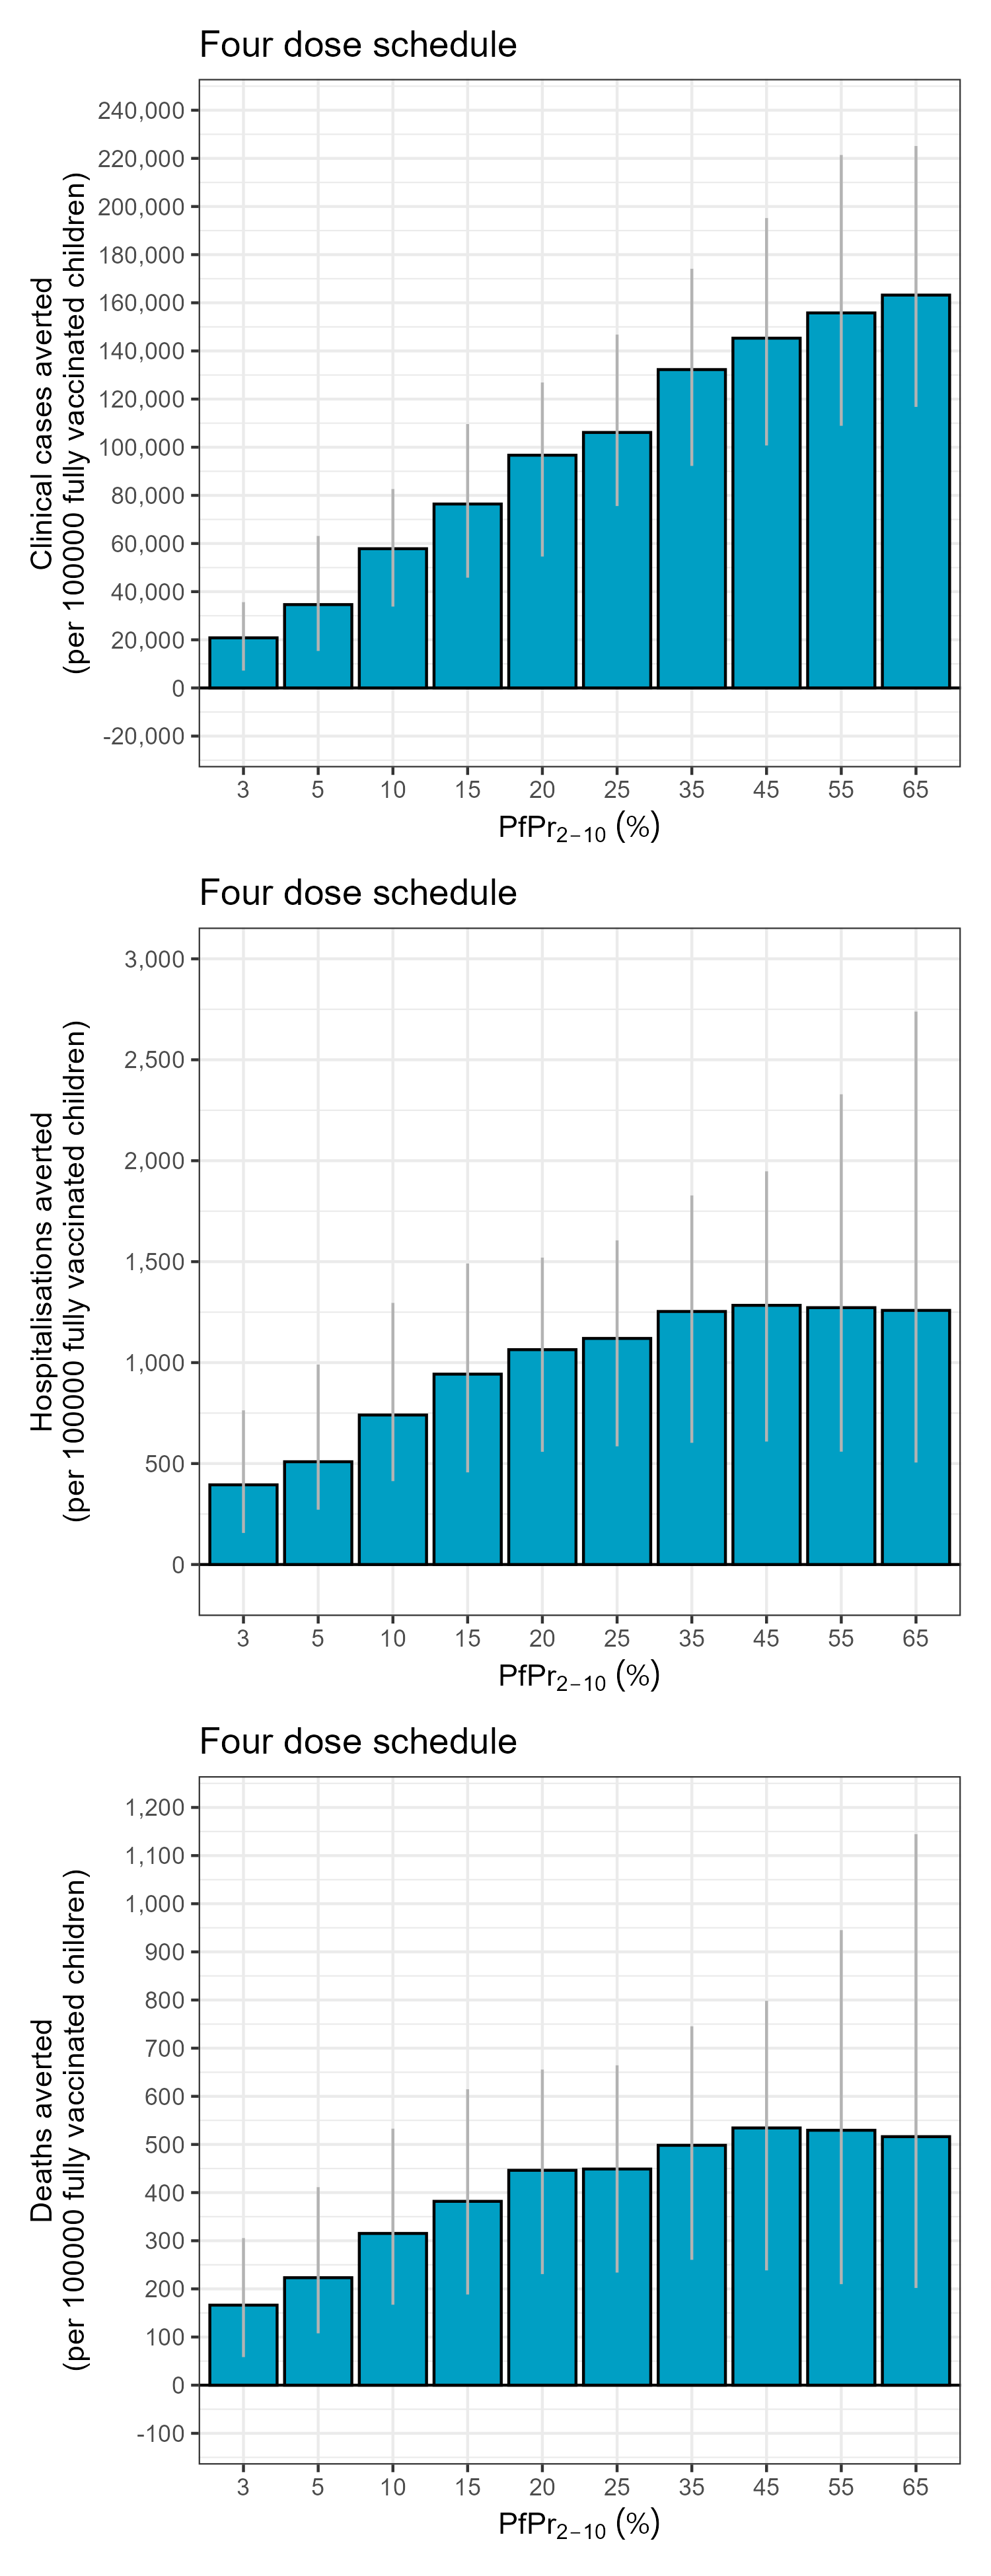 Four dose schedule
Clinical cases averted
(per 100000 fully vaccinated children)
240,000
220,000
200,000
180,000
160,000
140,000
120,000
100,000
80,000
60,000
40,000
20,000
0
-20,000
3 5 10 15 20 25 35 45 55 65
PfPr2−10 (%)
Four dose schedule
Hospitalisations averted
(per 100000 fully vaccinated children)
3,000
2,500
2,000
1,500
1,000
500
0
3 5 10 15 20 25 35 45 55 65
PfPr2−10 (%)
Four dose schedule
Deaths averted
(per 100000 fully vaccinated children)
1,200
1,100
1,000
900
800
700
600
500
400
300
200
100
0
-100
3 5 10 15 20 25 35 45 55 65
PfPr2−10 (%)